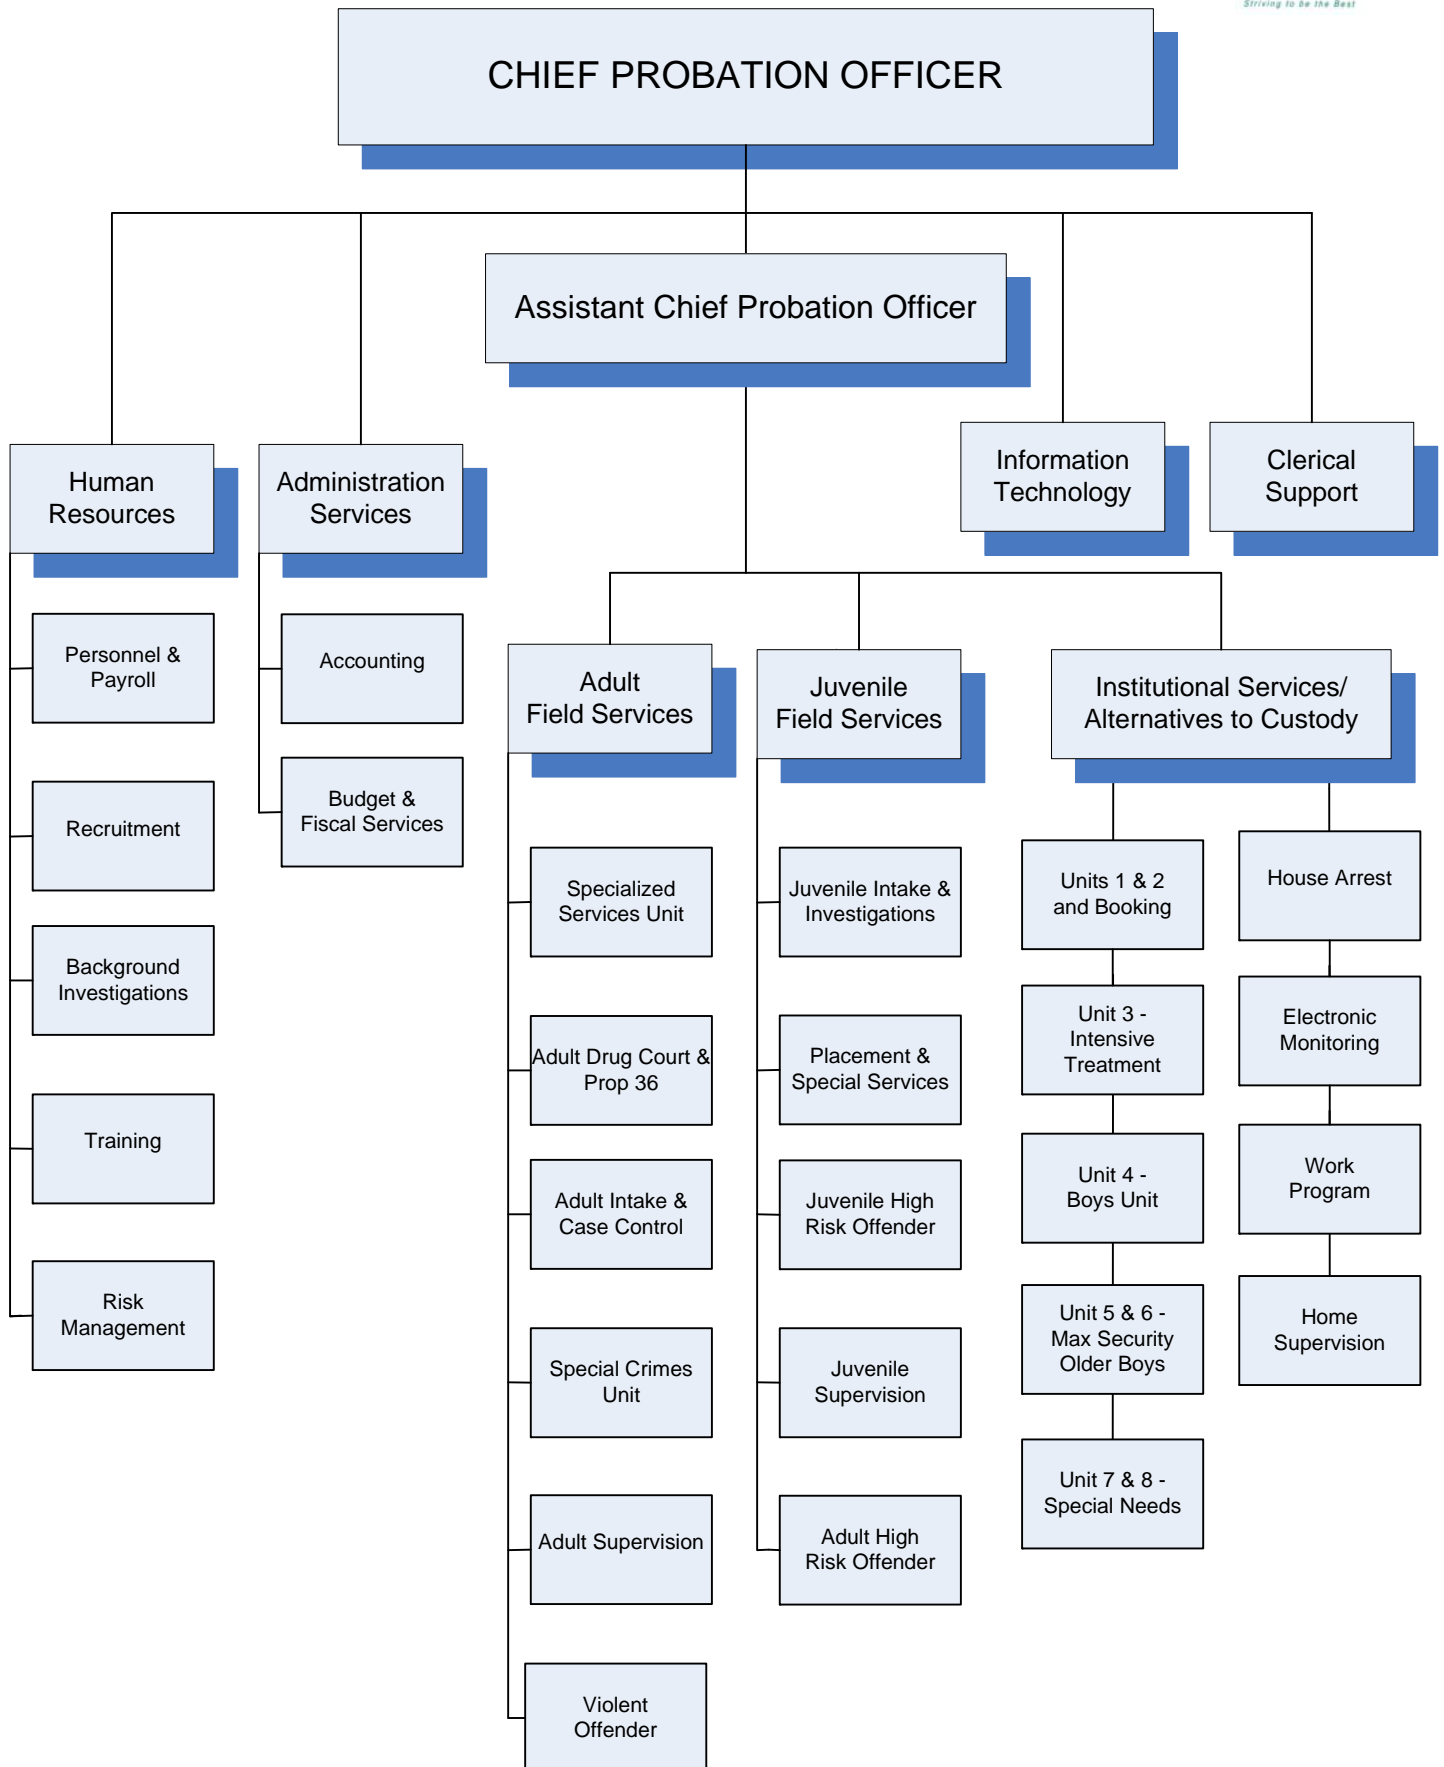 Striving to be the Best
CHIEF PROBATION OFFICER
Assistant Chief Probation Officer
Human
Resources
Administration
Services
Information
Technology
Clerical
Support
Personnel &
Payroll
Recruitment
Background
Investigations
Training
Risk
Management
Accounting
Budget &
Fiscal Services
Adult
Field Services
Specialized
Services Unit
Adult Drug Court &
Prop 36
Adult Intake &
Case Control
Special Crimes
Unit
Adult Supervision
Violent
Offender
Juvenile
Field Services
Juvenile Intake &
Investigations
Placement &
Special Services
Juvenile High
Risk Offender
Juvenile
Supervision
Adult High
Risk Offender
Institutional Services/
Alternatives to Custody
Units 1 & 2
and Booking
Unit 3 -
Intensive
Treatment
Unit 4 -
Boys Unit
Unit 5 & 6 -
Max Security
Older Boys
Unit 7 & 8 -
Special Needs
House Arrest
Electronic
Monitoring
Work
Program
Home
Supervision